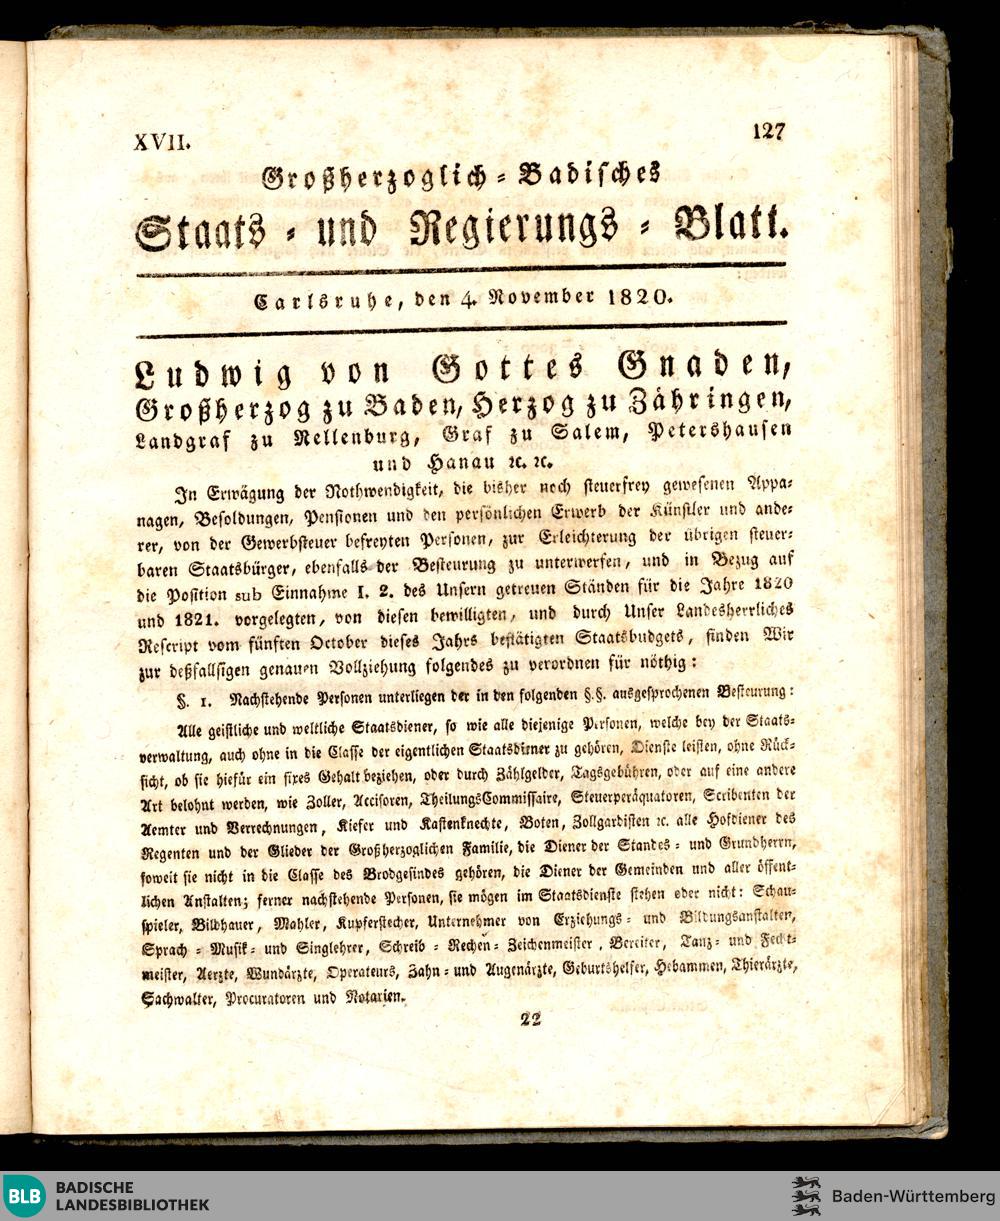 XVII.
127
Großherzoglich-Badisches
Staats- und Regierungs-Blatt.
Carlsruhe, den 4. November 1820.
Ludwig von Gottes Gnaden,
Großherzog zu Baden, Herzog zu Zähringen,
Landgraf zu Nellenburg, Graf zu Salem, Petershausen
und Hanau ꝛc. ꝛc.
In Erwägung der Nothwendigkeit, die bisher noch steuerfrey gewesenen Appa-
nagen, Besoldungen, Pensionen und den persönlichen Erwerb der Künstler und ande-
rer, von der Gewerbsteuer befreyten Personen, zur Erleichterung der übrigen steuer-
baren Staatsbürger, ebenfalls der Besteurung zu unterwerfen, und in Bezug auf
die Position sub Einnahme I. 2. des Unsern getreuen Ständen für die Jahre 1820
und 1821. vorgelegten, von diesen bewilligten, und durch Unser Landesherrliches
Rescript vom fünften October dieses Jahrs bestätigten Staatsbudgets, finden Wir
zur deßfallsigen genauen Vollziehung folgendes zu verordnen für nöthig:
§. 1. Nachstehende Personen unterliegen der in den folgenden §.§. ausgesprochenen Besteurung:
Alle geistliche und weltliche Staatsdiener, so wie alle diejenige Personen, welche bey der Staats-
verwaltung, auch ohne in die Classe der eigentlichen Staatsdiener zu gehören, Dienste leisten, ohne Rück-
sicht, ob sie hiefür ein fixes Gehalt beziehen, oder durch Zählgelder, Tagsgebühren, oder auf eine andere
Art belohnt werden, wie Zoller, Accisoren, TheilungsCommissaire, Steuerperäquatoren, Scribenten der
Aemter und Verrechnungen, Kiefer und Kastenknechte, Boten, Zollgardisten ꝛc. alle Hofdiener des
Regenten und der Glieder der Großherzoglichen Familie, die Diener der Standes- und Grundherrn,
soweit sie nicht in die Classe des Brodgesindes gehören, die Diener der Gemeinden und aller öffent-
lichen Anstalten; ferner nachstehende Personen, sie mögen im Staatsdienste stehen oder nicht: Schau-
spieler, Bildhauer, Mahler, Kupferstecher, Unternehmer von Erziehungs- und Bildungsanstalten,
Sprach- Musik- und Singlehrer, Schreib- Rechen- Zeichenmeister, Bereiter, Tanz- und Fecht-
meister, Aerzte, Wundärzte, Operateurs, Zahn- und Augenärzte, Geburtshelfer, Hebammen, Thierärzte,
Sachwalter, Procuratoren und Notarien.
22
BLB
BADISCHE
LANDESBIBLIOTHEK
Baden-Württemberg